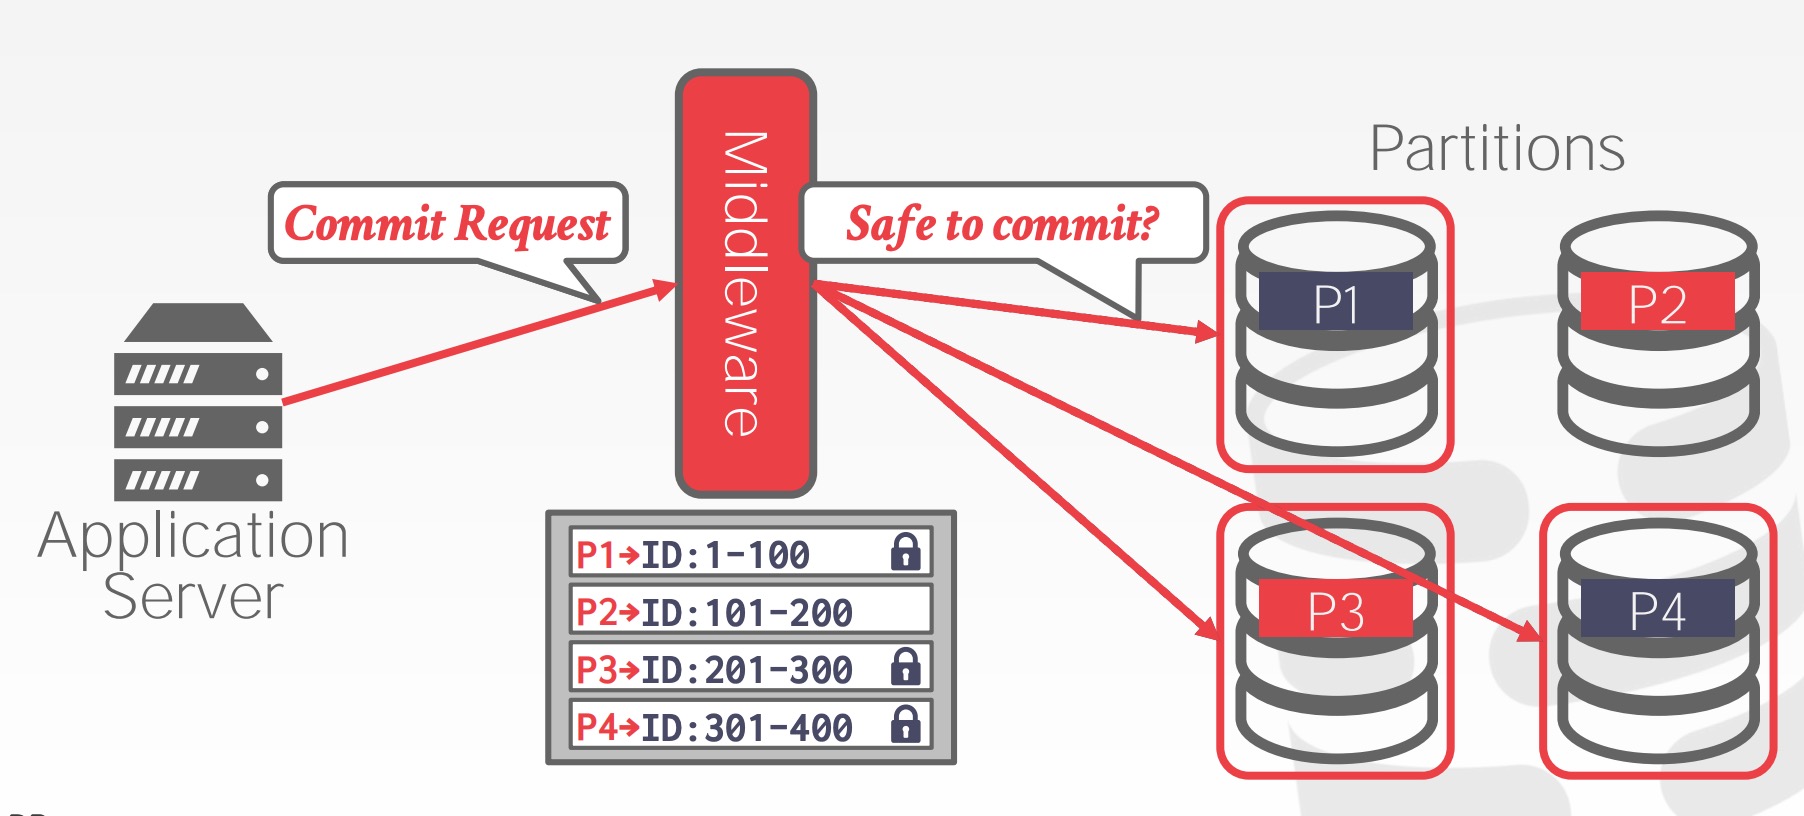 Partitions
Commit Request
Safe to commit?
Middleware
P1
P2
Application
Server
P1→ID:1-100
P2→ID:101-200
P3→ID:201-300
P4→ID:301-400
P3
P4